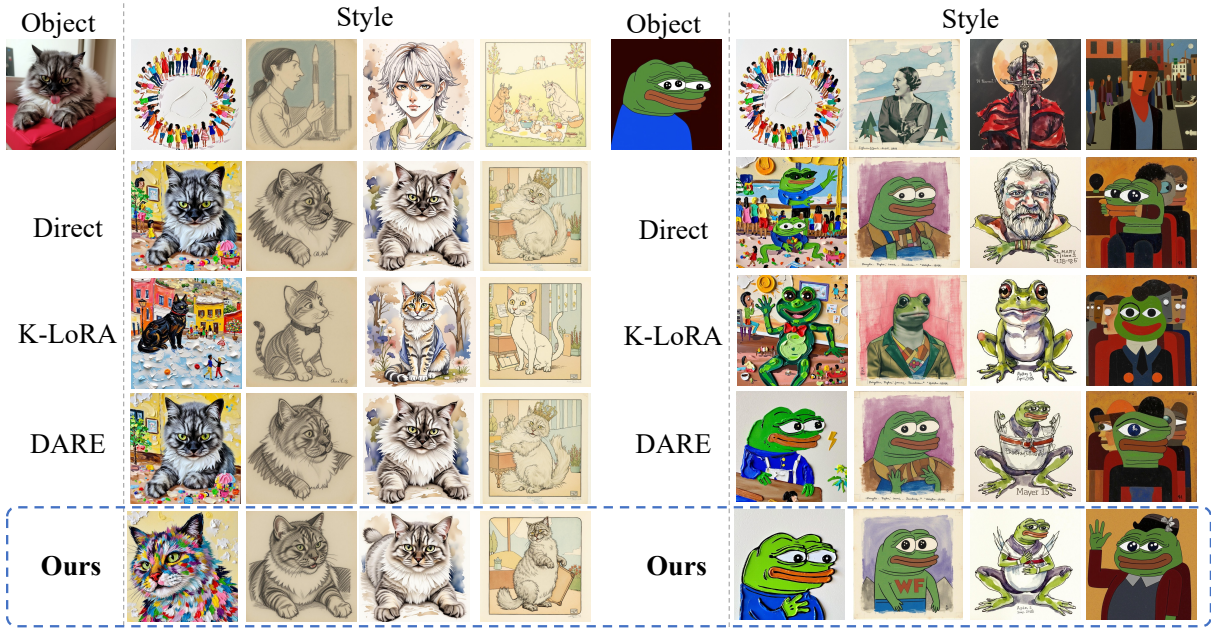 Object
Style
Object
Style
Direct
Direct
K-LoRA
K-LoRA
DARE
DARE
Mayer 15
Ours
Ours
WF